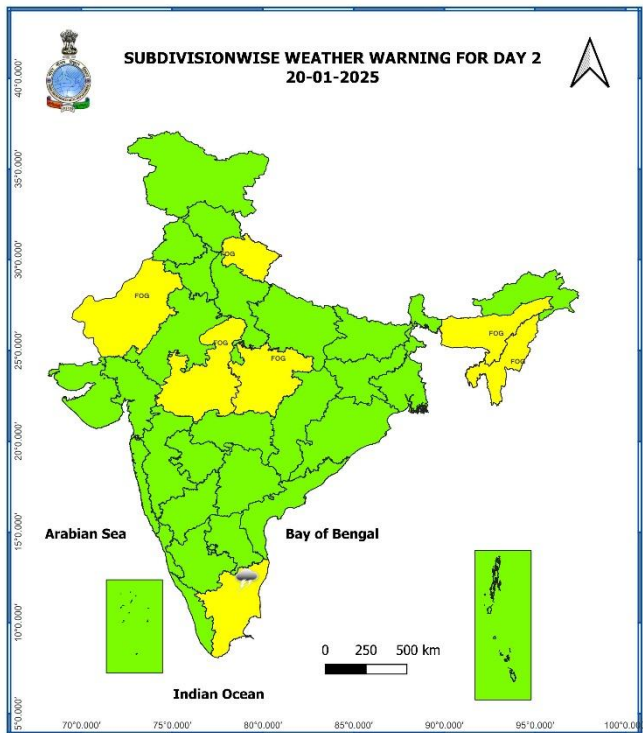 SUBDIVISIONWISE WEATHER WARNING FOR DAY 2
20-01-2025
40°0.000'
35°0.000'
30°0.000'
25°0.000'
20°0.000'
15°0.000'
10°0.000'
5°0.000'
FOG
FOG
FOG
FOG
FOG
FOG
Arabian Sea
Bay of Bengal
0 250 500 km
Indian Ocean
70°0.000' 75°0.000' 80°0.000' 85°0.000' 90°0.000' 95°0.000' 100°0.000'